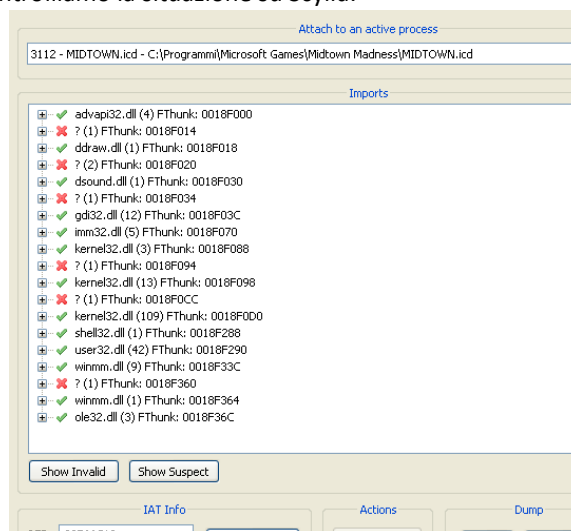 la situazione su Scylla:
Attach to an active process
3112 - MIDTOWN.icd - C:\Programmi\Microsoft Games\Midtown Madness\MIDTOWN.icd
Imports
advapi32.dll (4) FThunk: 0018F000
? (1) FThunk: 0018F014
ddraw.dll (1) FThunk: 0018F018
? (2) FThunk: 0018F020
dsound.dll (1) FThunk: 0018F030
? (1) FThunk: 0018F034
gdi32.dll (12) FThunk: 0018F03C
imm32.dll (5) FThunk: 0018F070
kernel32.dll (3) FThunk: 0018F088
? (1) FThunk: 0018F094
kernel32.dll (13) FThunk: 0018F098
? (1) FThunk: 0018F0CC
kernel32.dll (109) FThunk: 0018F0D0
shell32.dll (1) FThunk: 0018F288
user32.dll (42) FThunk: 0018F290
winmm.dll (9) FThunk: 0018F33C
? (1) FThunk: 0018F360
winmm.dll (1) FThunk: 0018F364
ole32.dll (3) FThunk: 0018F36C
Show Invalid Show Suspect
IAT Info Actions Dump